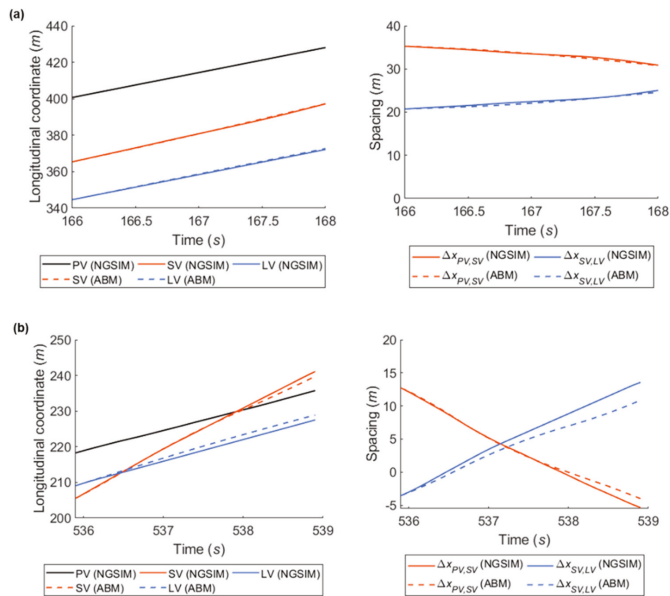 (a)
Longitudinal coordinate (m)
440
420
400
380
360
340
166 166.5 167 167.5 168
Time (s)
PV (NGSIM) SV (NGSIM) LV (NGSIM)
SV (ABM) LV (ABM)
Spacing (m)
40
30
20
10
0
166 166.5 167 167.5 168
Time (s)
Δx_PV,SV (NGSIM) Δx_SV,LV (NGSIM)
Δx_PV,SV (ABM) Δx_SV,LV (ABM)
(b)
Longitudinal coordinate (m)
250
240
230
220
210
200
536 537 538 539
Time (s)
PV (NGSIM) SV (NGSIM) LV (NGSIM)
SV (ABM) LV (ABM)
Spacing (m)
20
15
10
5
0
-5
536 537 538 539
Time (s)
Δx_PV,SV (NGSIM) Δx_SV,LV (NGSIM)
Δx_PV,SV (ABM) Δx_SV,LV (ABM)